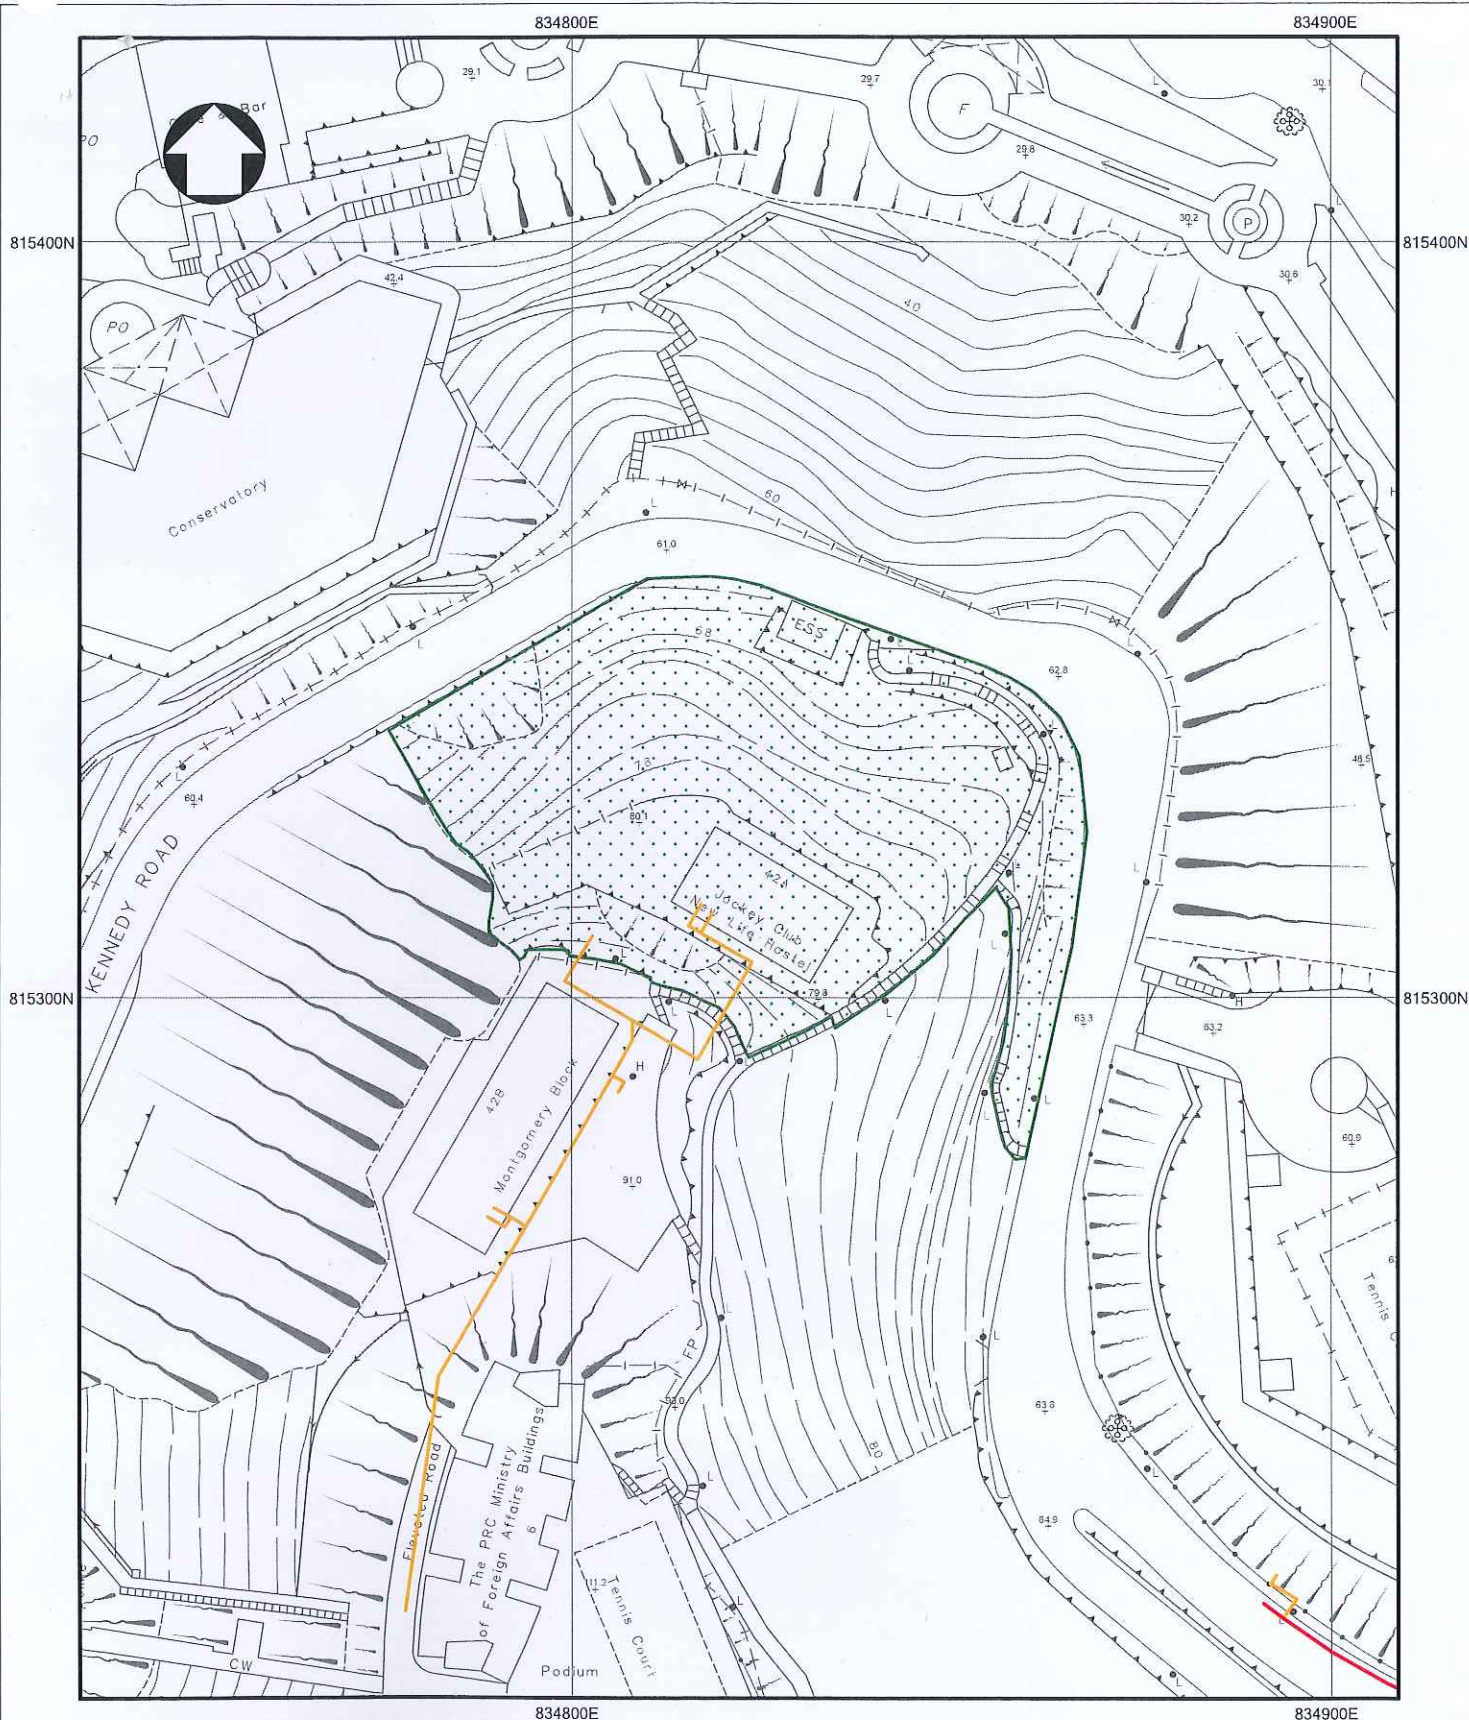 834800E
834900E
29.1
29.7
30.1
L
Bar
PO
F
29.8
30.2
P
L
815400N
815400N
42.4
30.6
40
PO
Conservatory
60
L
61.0
H
ESS
68
L
L
L
L
62.8
L
78
48.5
60.4
80.1
KENNEDY ROAD
L
42A
Jockey Club
New Life Hostel
L
L
815300N
815300N
79.8
L
L
H
63.3
63.2
H
42B
Montgomery Block
L
L
60.9
91.0
Tennis C
L
FP
L
93.0
63.8
80
L
L
Elevated Road
The PRC Ministry
of Foreign Affairs Buildings
6
64.9
111.2
Tennis Court
L
L
CW
Podium
L
834800E
834900E